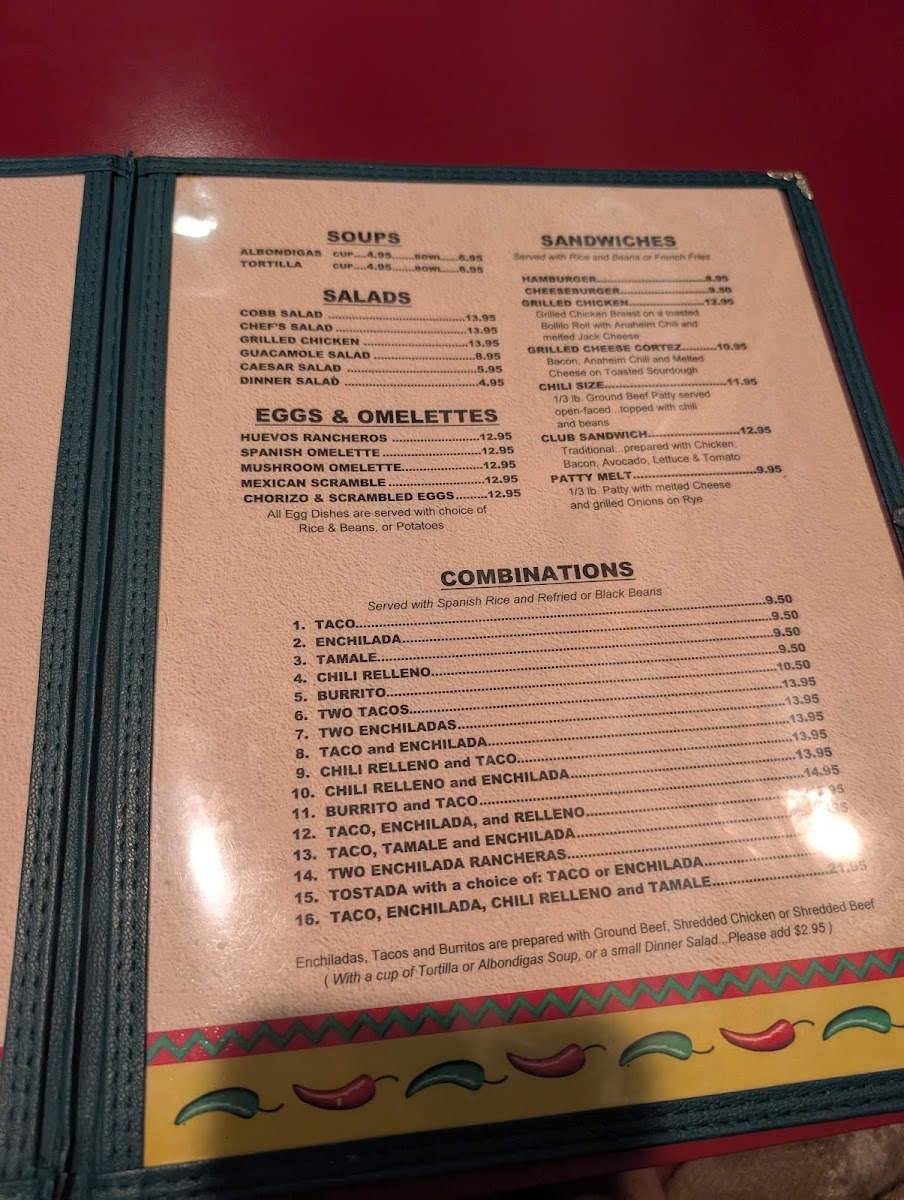 SOUPS
ALBONDIGAS CUP....4.95.......BOWL.....6.95
TORTILLA CUP....4.95.......BOWL.....6.95
SALADS
COBB SALAD ...............................13.95
CHEF'S SALAD .............................13.95
GRILLED CHICKEN ........................13.95
GUACAMOLE SALAD .......................8.95
CAESAR SALAD ............................5.95
DINNER SALAD ............................4.95
EGGS & OMELETTES
HUEVOS RANCHEROS ....................12.95
SPANISH OMELETTE ......................12.95
MUSHROOM OMELETTE...................12.95
MEXICAN SCRAMBLE ......................12.95
CHORIZO & SCRAMBLED EGGS........12.95
All Egg Dishes are served with choice of
Rice & Beans, or Potatoes
SANDWICHES
Served with Rice and Beans or French Fries
HAMBURGER...........................8.95
CHEESEBURGER......................9.50
GRILLED CHICKEN...................12.95
Grilled Chicken Breast on a toasted
Bollilo Roll with Anaheim Chili and
melted Jack Cheese
GRILLED CHEESE CORTEZ.........10.95
Bacon, Anaheim Chili and Melted
Cheese on Toasted Sourdough
CHILI SIZE..............................11.95
1/3 lb. Ground Beef Patty served
open-faced...topped with chili
and beans
CLUB SANDWICH.......................12.95
Traditional...prepared with Chicken,
Bacon, Avocado, Lettuce & Tomato
PATTY MELT..............................9.95
1/3 lb. Patty with melted Cheese
and grilled Onions on Rye
COMBINATIONS
Served with Spanish Rice and Refried or Black Beans
1. TACO..........................................................9.50
2. ENCHILADA..................................................9.50
3. TAMALE.......................................................9.50
4. CHILI RELLENO..............................................9.50
5. BURRITO......................................................10.50
6. TWO TACOS..................................................13.95
7. TWO ENCHILADAS...........................................13.95
8. TACO and ENCHILADA......................................13.95
9. CHILI RELLENO and TACO..................................13.95
10. CHILI RELLENO and ENCHILADA..........................13.95
11. BURRITO and TACO..........................................14.95
12. TACO, ENCHILADA, and RELLENO..........................
13. TACO, TAMALE and ENCHILADA............................
14. TWO ENCHILADA RANCHERAS...............................
15. TOSTADA with a choice of: TACO or ENCHILADA...........
16. TACO, ENCHILADA, CHILI RELLENO and TAMALE.............21.95
Enchiladas, Tacos and Burritos are prepared with Ground Beef, Shredded Chicken or Shredded Beef
( With a cup of Tortilla or Albondigas Soup, or a small Dinner Salad...Please add $2.95 )